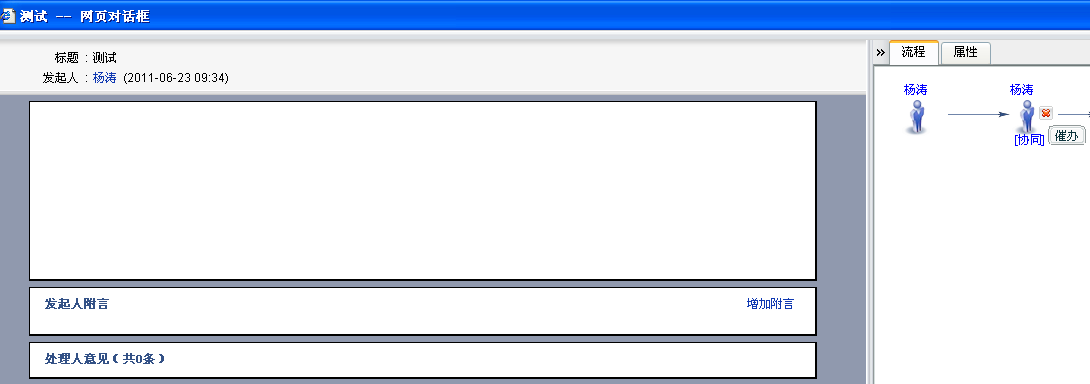 测试 -- 网页对话框
标题 : 测试
发起人 : 杨涛 (2011-06-23 09:34)
发起人附言 增加附言
处理人意见 ( 共0条 )
» 流程 属性
杨涛 杨涛
[协同] 催办